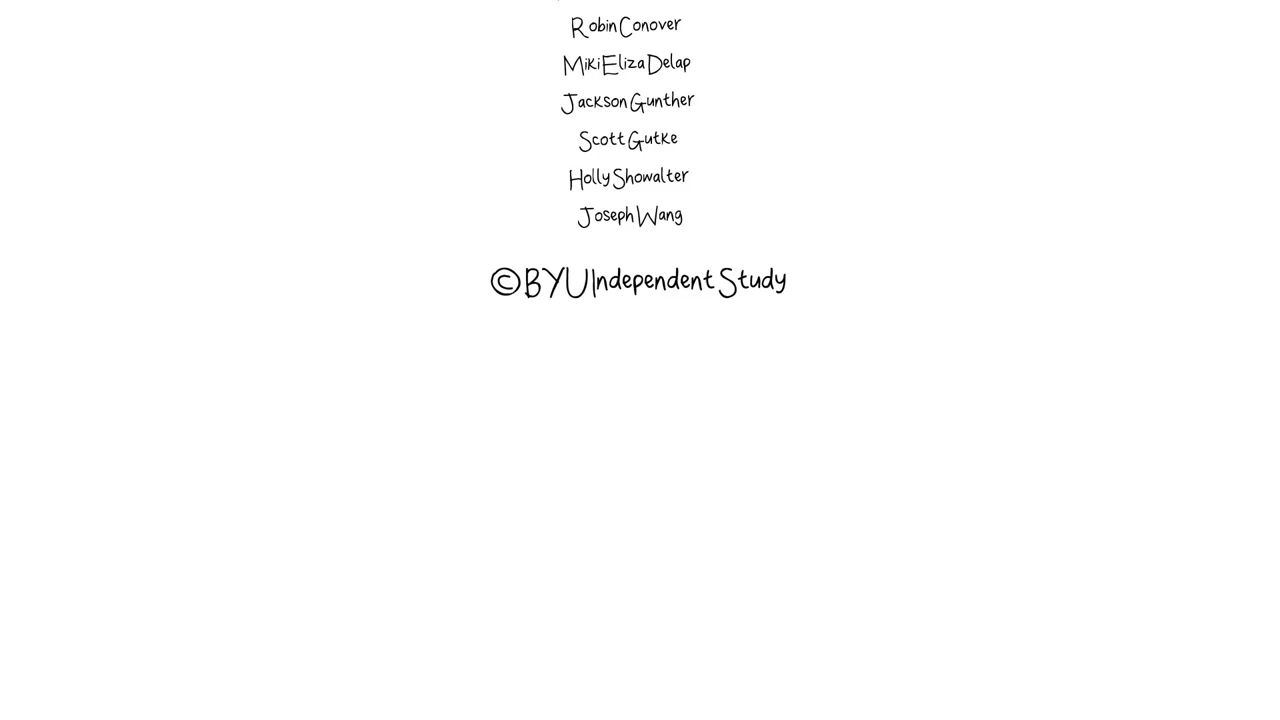 Robin Conover
Miki Eliza Delap
Jackson Gunther
Scott Gutke
Holly Showalter
Joseph Wang
© BYU Independent Study